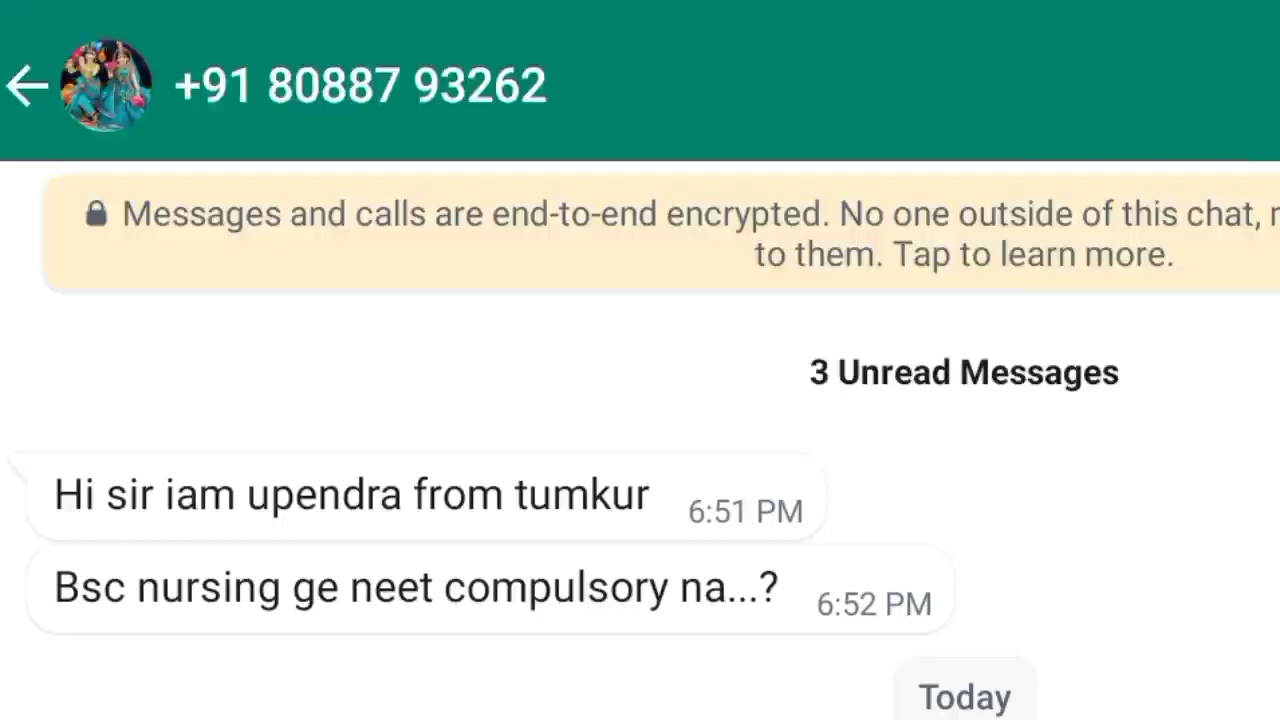 +91 80887 93262
Messages and calls are end-to-end encrypted. No one outside of this chat,
to them. Tap to learn more.
3 Unread Messages
Hi sir iam upendra from tumkur 6:51 PM
Bsc nursing ge neet compulsory na...? 6:52 PM
Today